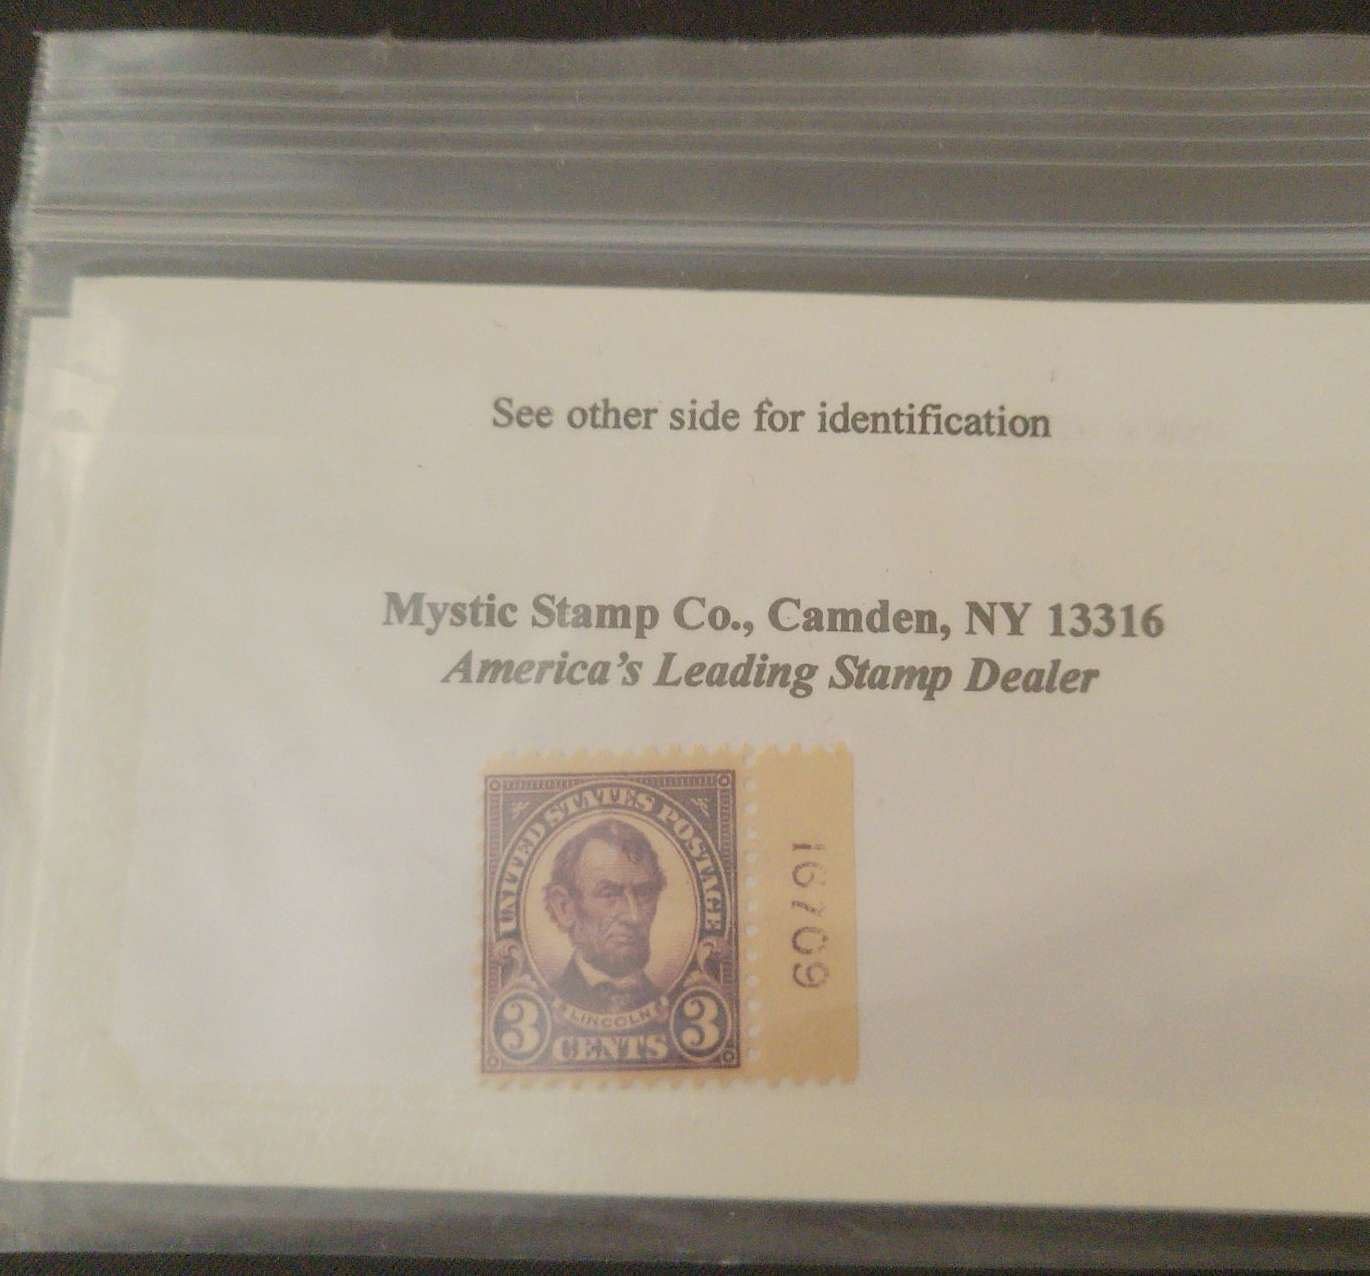 See other side for identification
Mystic Stamp Co., Camden, NY 13316
America's Leading Stamp Dealer
UNITED STATES POSTAGE
LINCOLN
3 CENTS 3
16709